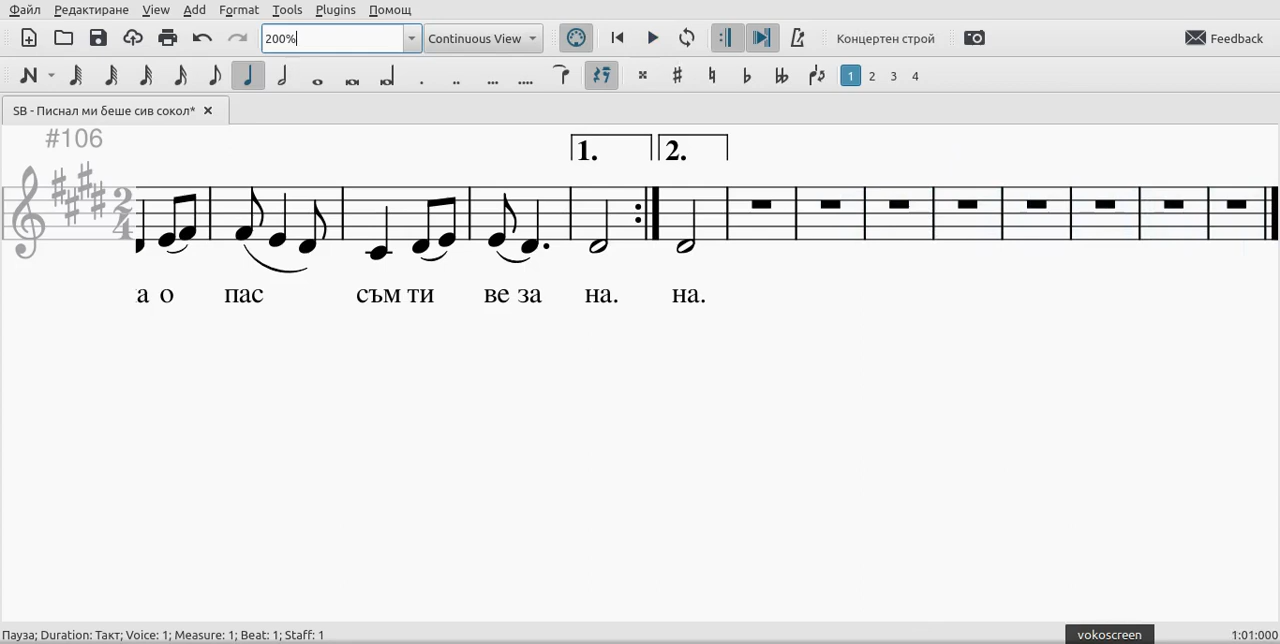 Файл Редактиране View Add Format Tools Plugins Помощ
200% Continuous View Концертен строй Feedback
N 1 2 3 4
SB - Писнал ми беше сив сокол*
#106
1. 2.
2
4
а о пас съм ти ве за на. на.
Пауза; Duration: Такт; Voice: 1; Measure: 1; Beat: 1; Staff: 1 vokoscreen 1:01:000